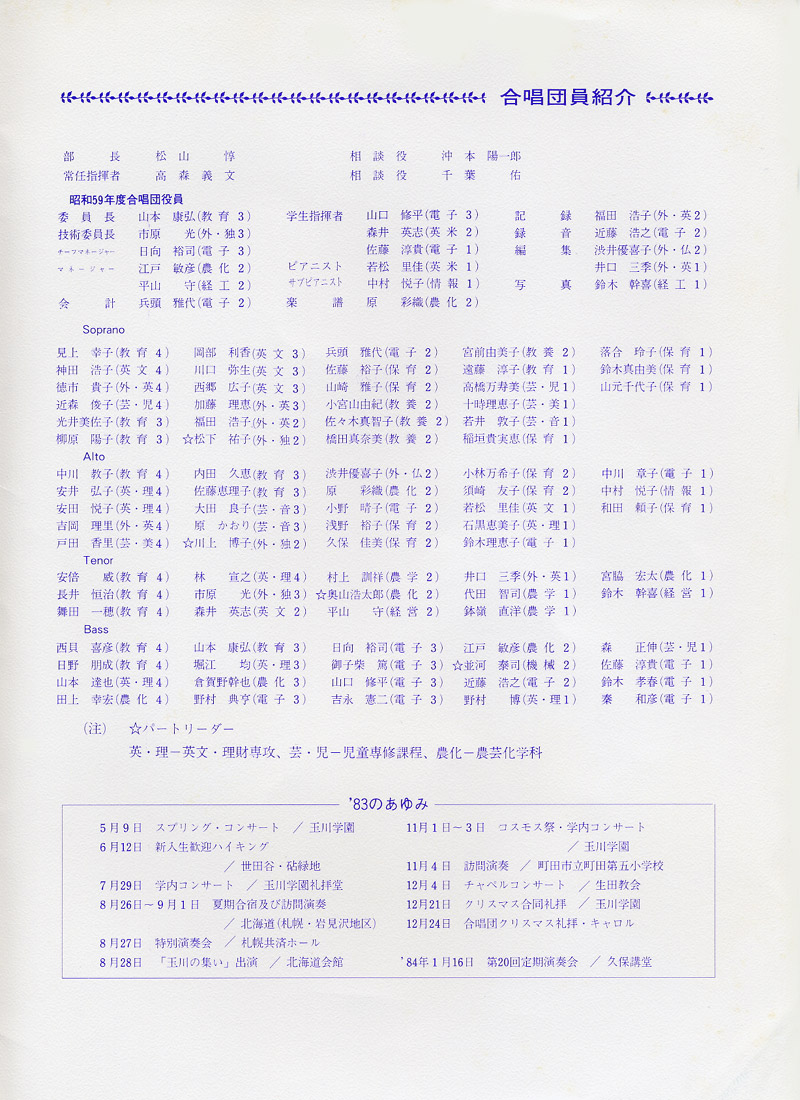 合唱団員紹介
部長 松山 惇 相談役 沖本 陽一郎
常任指揮者 高森義文 相談役 千葉 佑
昭和59年度合唱団役員
委員長 山本 康弘(教育3) 学生指揮者 山口 修平(電子3) 記録 福田 浩子(外・英2)
技術委員長 市原 光(外・独3) 森井 英志(英米2) 録音 近藤 浩之(電子2)
チーフマネージャー 日向 裕司(電子3) 佐藤 淳貴(電子1) 編集 渋井優喜子(外・仏2)
マネージャー 江戸 敏彦(農化2) ピアニスト 若松 里佳(英米1) 井口 三季(外・英1)
平山 守(経工2) サブピアニスト 中村 悦子(情報1) 写真 鈴木 幹喜(経工1)
会計 兵頭 雅代(電子2) 楽譜 原 彩織(農化2)
Soprano
見上 幸子(教育4) 岡部 利香(英文3) 兵頭 雅代(電子2) 宮前由美子(教養2) 落合 玲子(保育1)
神田 浩子(英文4) 川口 弥生(英文3) 佐藤 裕子(保育2) 遠藤 淳子(教育1) 鈴木真由美(保育1)
徳市 貴子(外・英4) 西郷 広子(英文3) 山崎 雅子(保育2) 高橋万寿美(芸・児1) 山元千代子(保育1)
近森 俊子(芸・児4) 加藤 理恵(外・英3) 小宮山由紀(教養2) 十時理恵子(芸・美1)
光井美佐子(教育3) 福田 浩子(外・英2) 佐々木真智子(教養2) 若井 敦子(芸・音1)
柳原 陽子(教育3) ☆松下 祐子(外・独2) 橋田真奈美(教養2) 稲垣貴実恵(保育1)
Alto
中川 教子(教育4) 内田 久恵(教育3) 渋井優喜子(外・仏2) 小林万希子(保育2) 中川 章子(電子1)
安井 弘子(英・理4) 佐藤恵理子(教育3) 原 彩織(農化2) 須崎 友子(保育2) 中村 悦子(情報1)
安田 悦子(英・理4) 大田 良子(芸・音3) 小野 晴子(電子2) 若松 里佳(英文1) 和田 頼子(保育1)
吉岡 理里(外・英4) 原 かおり(芸・音3) 浅野 裕子(保育2) 石黒恵美子(英・理1)
戸田 香里(芸・美4) ☆川上 博子(外・独2) 久保 佳美(保育2) 鈴木理恵子(電子1)
Tenor
安倍 威(教育4) 林 宣之(英・理4) 村上 訓祥(農学2) 井口 三季(外・英1) 宮脇 宏太(農化1)
長井 恒治(教育4) 市原 光(外・独3) ☆奥山浩太郎(農化2) 代田 智司(農学1) 鈴木 幹喜(経営1)
舞田 一穂(教育4) 森井 英志(英文2) 平山 守(経営2) 鉢嶺 直洋(農学1)
Bass
西貝 喜彦(教育4) 山本 康弘(教育3) 日向 裕司(電子3) 江戸 敏彦(農化2) 森 正伸(芸・児1)
日野 朋成(教育4) 堀江 均(英・理3) 御子柴 篤(電子3) ☆並河 泰司(機械2) 佐藤 淳貴(電子1)
山本 達也(英・理4) 倉賀野幹也(農化3) 山口 修平(電子3) 近藤 浩之(電子2) 鈴木 孝春(電子1)
田上 幸宏(農化4) 野村 典亨(電子3) 吉永 憲二(電子3) 野村 博(英・理1) 秦 和彦(電子1)
(注) ☆パートリーダー
英・理−英文・理財専攻、芸・児−児童専修課程、農化−農芸化学科
'83のあゆみ
5月9日 スプリング・コンサート /玉川学園
6月12日 新入生歓迎ハイキング
/世田谷・砧緑地
7月29日 学内コンサート /玉川学園礼拝堂
8月26日〜9月1日 夏期合宿及び訪問演奏
/北海道(札幌・岩見沢地区)
8月27日 特別演奏会 /札幌共済ホール
8月28日 「玉川の集い」出演 /北海道会館
11月1日〜3日 コスモス祭・学内コンサート
/玉川学園
11月4日 訪問演奏 /町田市立町田第五小学校
12月4日 チャペルコンサート /生田教会
12月21日 クリスマス合同礼拝 /玉川学園
12月24日 合唱団クリスマス礼拝・キャロル
'84年1月16日 第20回定期演奏会 /久保講堂